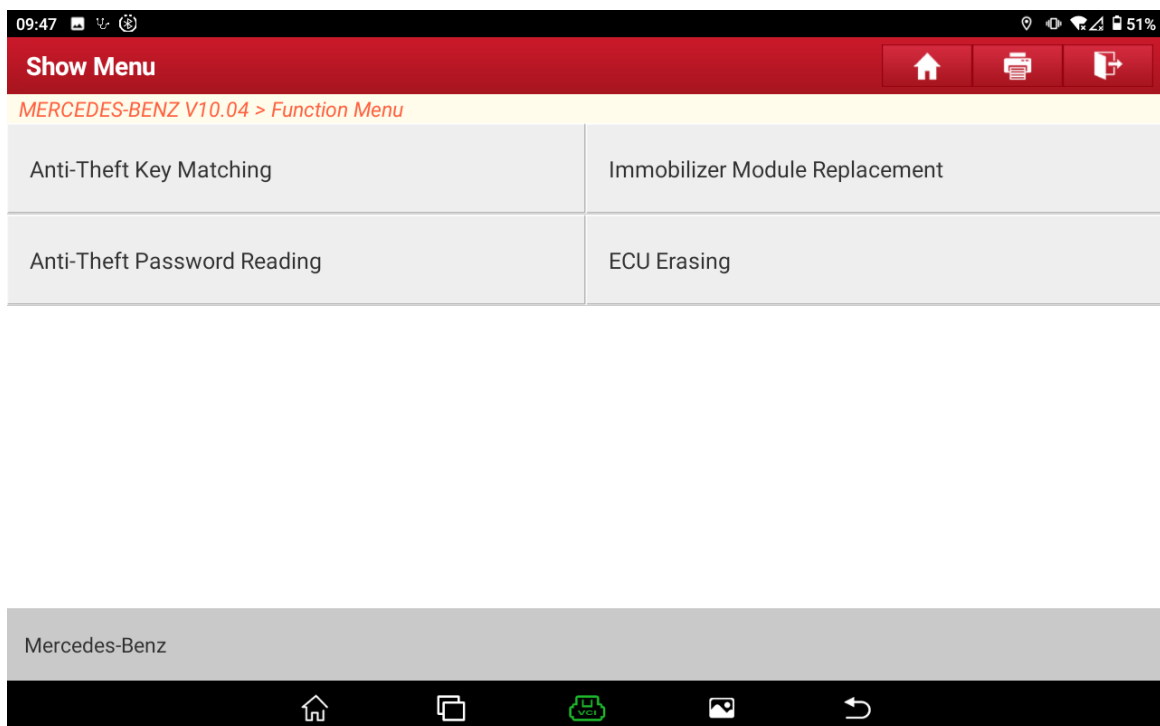 09:47
51%
Show Menu
MERCEDES-BENZ V10.04 > Function Menu
Anti-Theft Key Matching
Immobilizer Module Replacement
Anti-Theft Password Reading
ECU Erasing
Mercedes-Benz
VCI